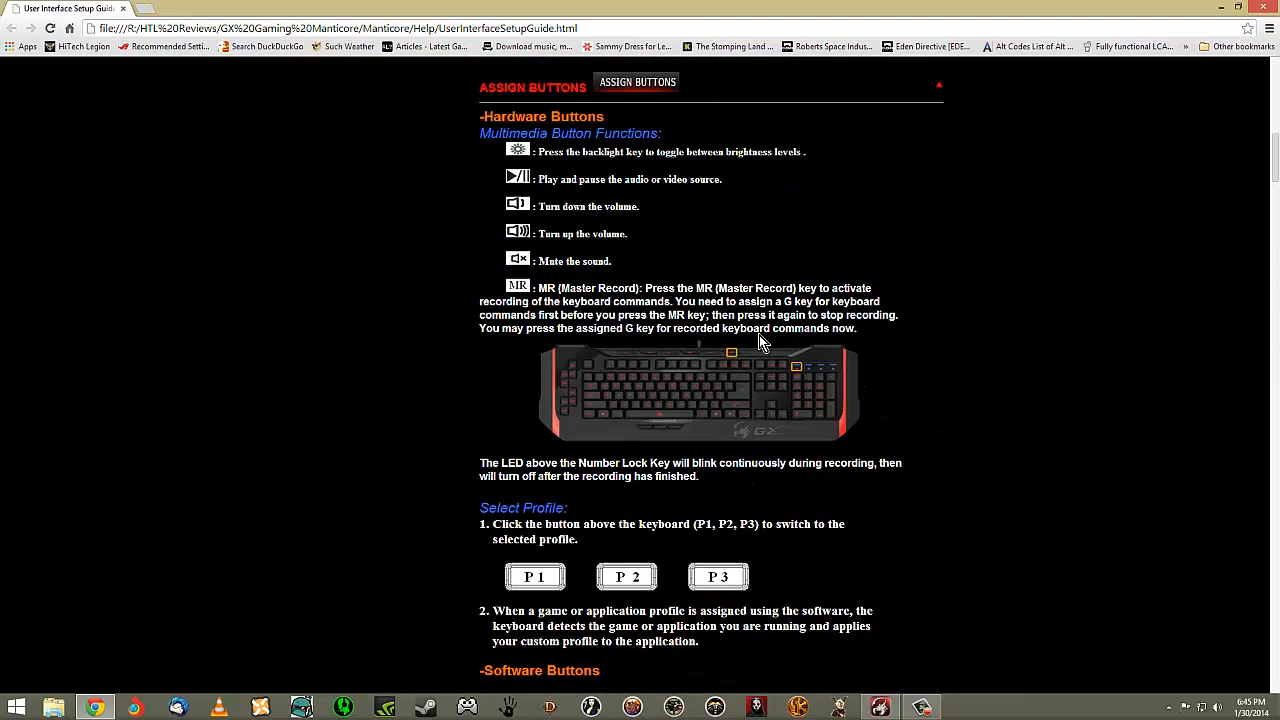 User Interface Setup Guide
file:///R:/HTL%20Reviews/GX%20Gaming%20Manticore/Manticore/Help/UserInterfaceSetupGuide.html
Apps HiTech Legion Recommended Setti... Search DuckDuckGo Such Weather Articles - Latest Ga... Download music, m... Sammy Dress for Le... The Stomping Land ... Roberts Space Indus... Eden Directive [EDE... Alt Codes List of Alt ... Fully functional LCA... » Other bookmarks
ASSIGN BUTTONS ASSIGN BUTTONS
-Hardware Buttons
Multimedia Button Functions:
: Press the backlight key to toggle between brightness levels .
: Play and pause the audio or video source.
: Turn down the volume.
: Turn up the volume.
: Mute the sound.
MR : MR (Master Record): Press the MR (Master Record) key to activate
recording of the keyboard commands. You need to assign a G key for keyboard
commands first before you press the MR key; then press it again to stop recording.
You may press the assigned G key for recorded keyboard commands now.
GX
The LED above the Number Lock Key will blink continuously during recording, then
will turn off after the recording has finished.
Select Profile:
1. Click the button above the keyboard (P1, P2, P3) to switch to the
selected profile.
P 1 P 2 P 3
2. When a game or application profile is assigned using the software, the
keyboard detects the game or application you are running and applies
your custom profile to the application.
-Software Buttons
6:45 PM
1/30/2014